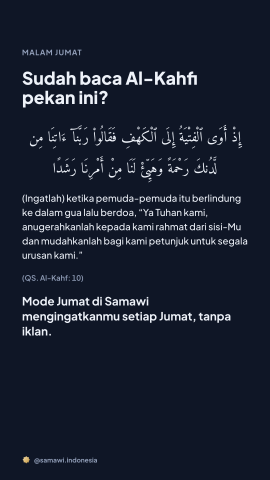 MALAM JUMAT
Sudah baca Al-Kahfi
pekan ini?
إِذْ أَوَى ٱلْفِتْيَةُ إِلَى ٱلْكَهْفِ فَقَالُوا۟ رَبَّنَآ ءَاتِنَا مِن
لَّدُنكَ رَحْمَةً وَهَيِّئْ لَنَا مِنْ أَمْرِنَا رَشَدًا
(Ingatlah) ketika pemuda-pemuda itu berlindung
ke dalam gua lalu berdoa, “Ya Tuhan kami,
anugerahkanlah kepada kami rahmat dari sisi-Mu
dan mudahkanlah bagi kami petunjuk untuk segala
urusan kami.”
(QS. Al-Kahf: 10)
Mode Jumat di Samawi
mengingatkanmu setiap Jumat, tanpa
iklan.
@samawi.indonesia